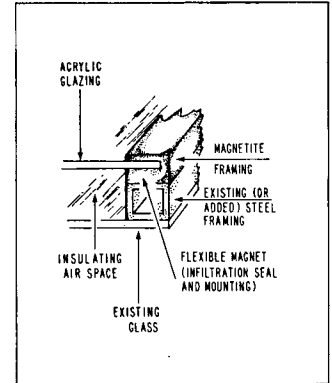 ACRYLIC
GLAZING
MAGNETITE
FRAMING
EXISTING (OR
ADDED) STEEL
FRAMING
INSULATING
AIR SPACE
FLEXIBLE MAGNET
(INFILTRATION SEAL
AND MOUNTING)
EXISTING
GLASS